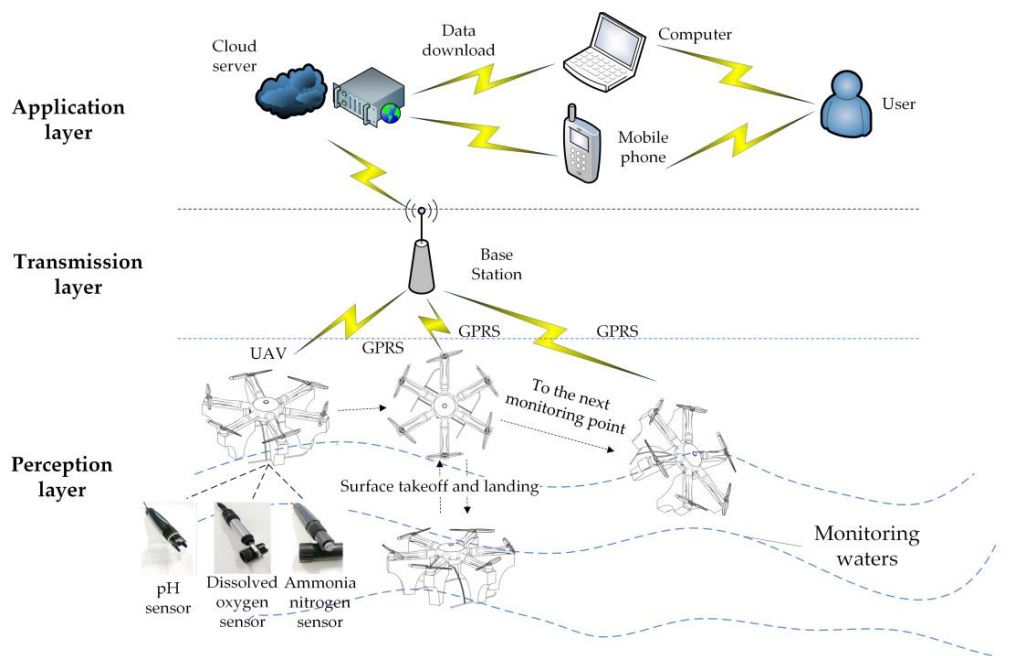 Cloud
server
Data
download
Computer
Application
layer
User
Mobile
phone
Transmission
layer
Base
Station
UAV
GPRS
GPRS
GPRS
To the next
monitoring point
Perception
layer
Surface takeoff and landing
Monitoring
waters
pH
sensor
Dissolved
oxygen
sensor
Ammonia
nitrogen
sensor